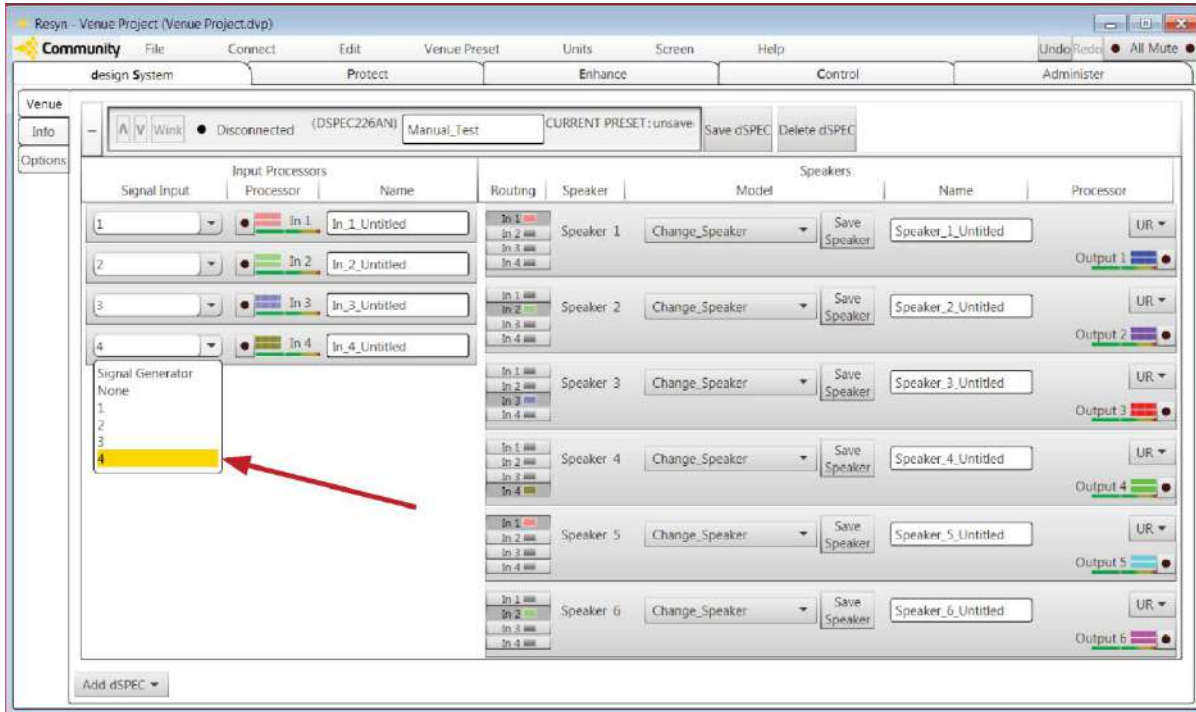 Resyn - Venue Project (Venue Project.dvp)
Community File Connect Edit Venue Preset Units Screen Help Undo Redo All Mute
design System Protect Enhance Control Administer
Venue
Info
Options
- Λ V Wink Disconnected (DSPEC226AN) Manual_Test CURRENT PRESET: unsave Save dSPEC Delete dSPEC
Input Processors
Signal Input Processor Name
Speakers
Routing Speaker Model Name Processor
1 In 1 In_1_Untitled
2 In 2 In_2_Untitled
3 In 3 In_3_Untitled
4 In 4 In_4_Untitled
Signal Generator
None
1
2
3
4
In 1
In 2
In 3
In 4
Speaker 1 Change_Speaker Save Speaker Speaker_1_Untitled UR
Output 1
In 1
In 2
In 3
In 4
Speaker 2 Change_Speaker Save Speaker Speaker_2_Untitled UR
Output 2
In 1
In 2
In 3
In 4
Speaker 3 Change_Speaker Save Speaker Speaker_3_Untitled UR
Output 3
In 1
In 2
In 3
In 4
Speaker 4 Change_Speaker Save Speaker Speaker_4_Untitled UR
Output 4
In 1
In 2
In 3
In 4
Speaker 5 Change_Speaker Save Speaker Speaker_5_Untitled UR
Output 5
In 1
In 2
In 3
In 4
Speaker 6 Change_Speaker Save Speaker Speaker_6_Untitled UR
Output 6
Add dSPEC